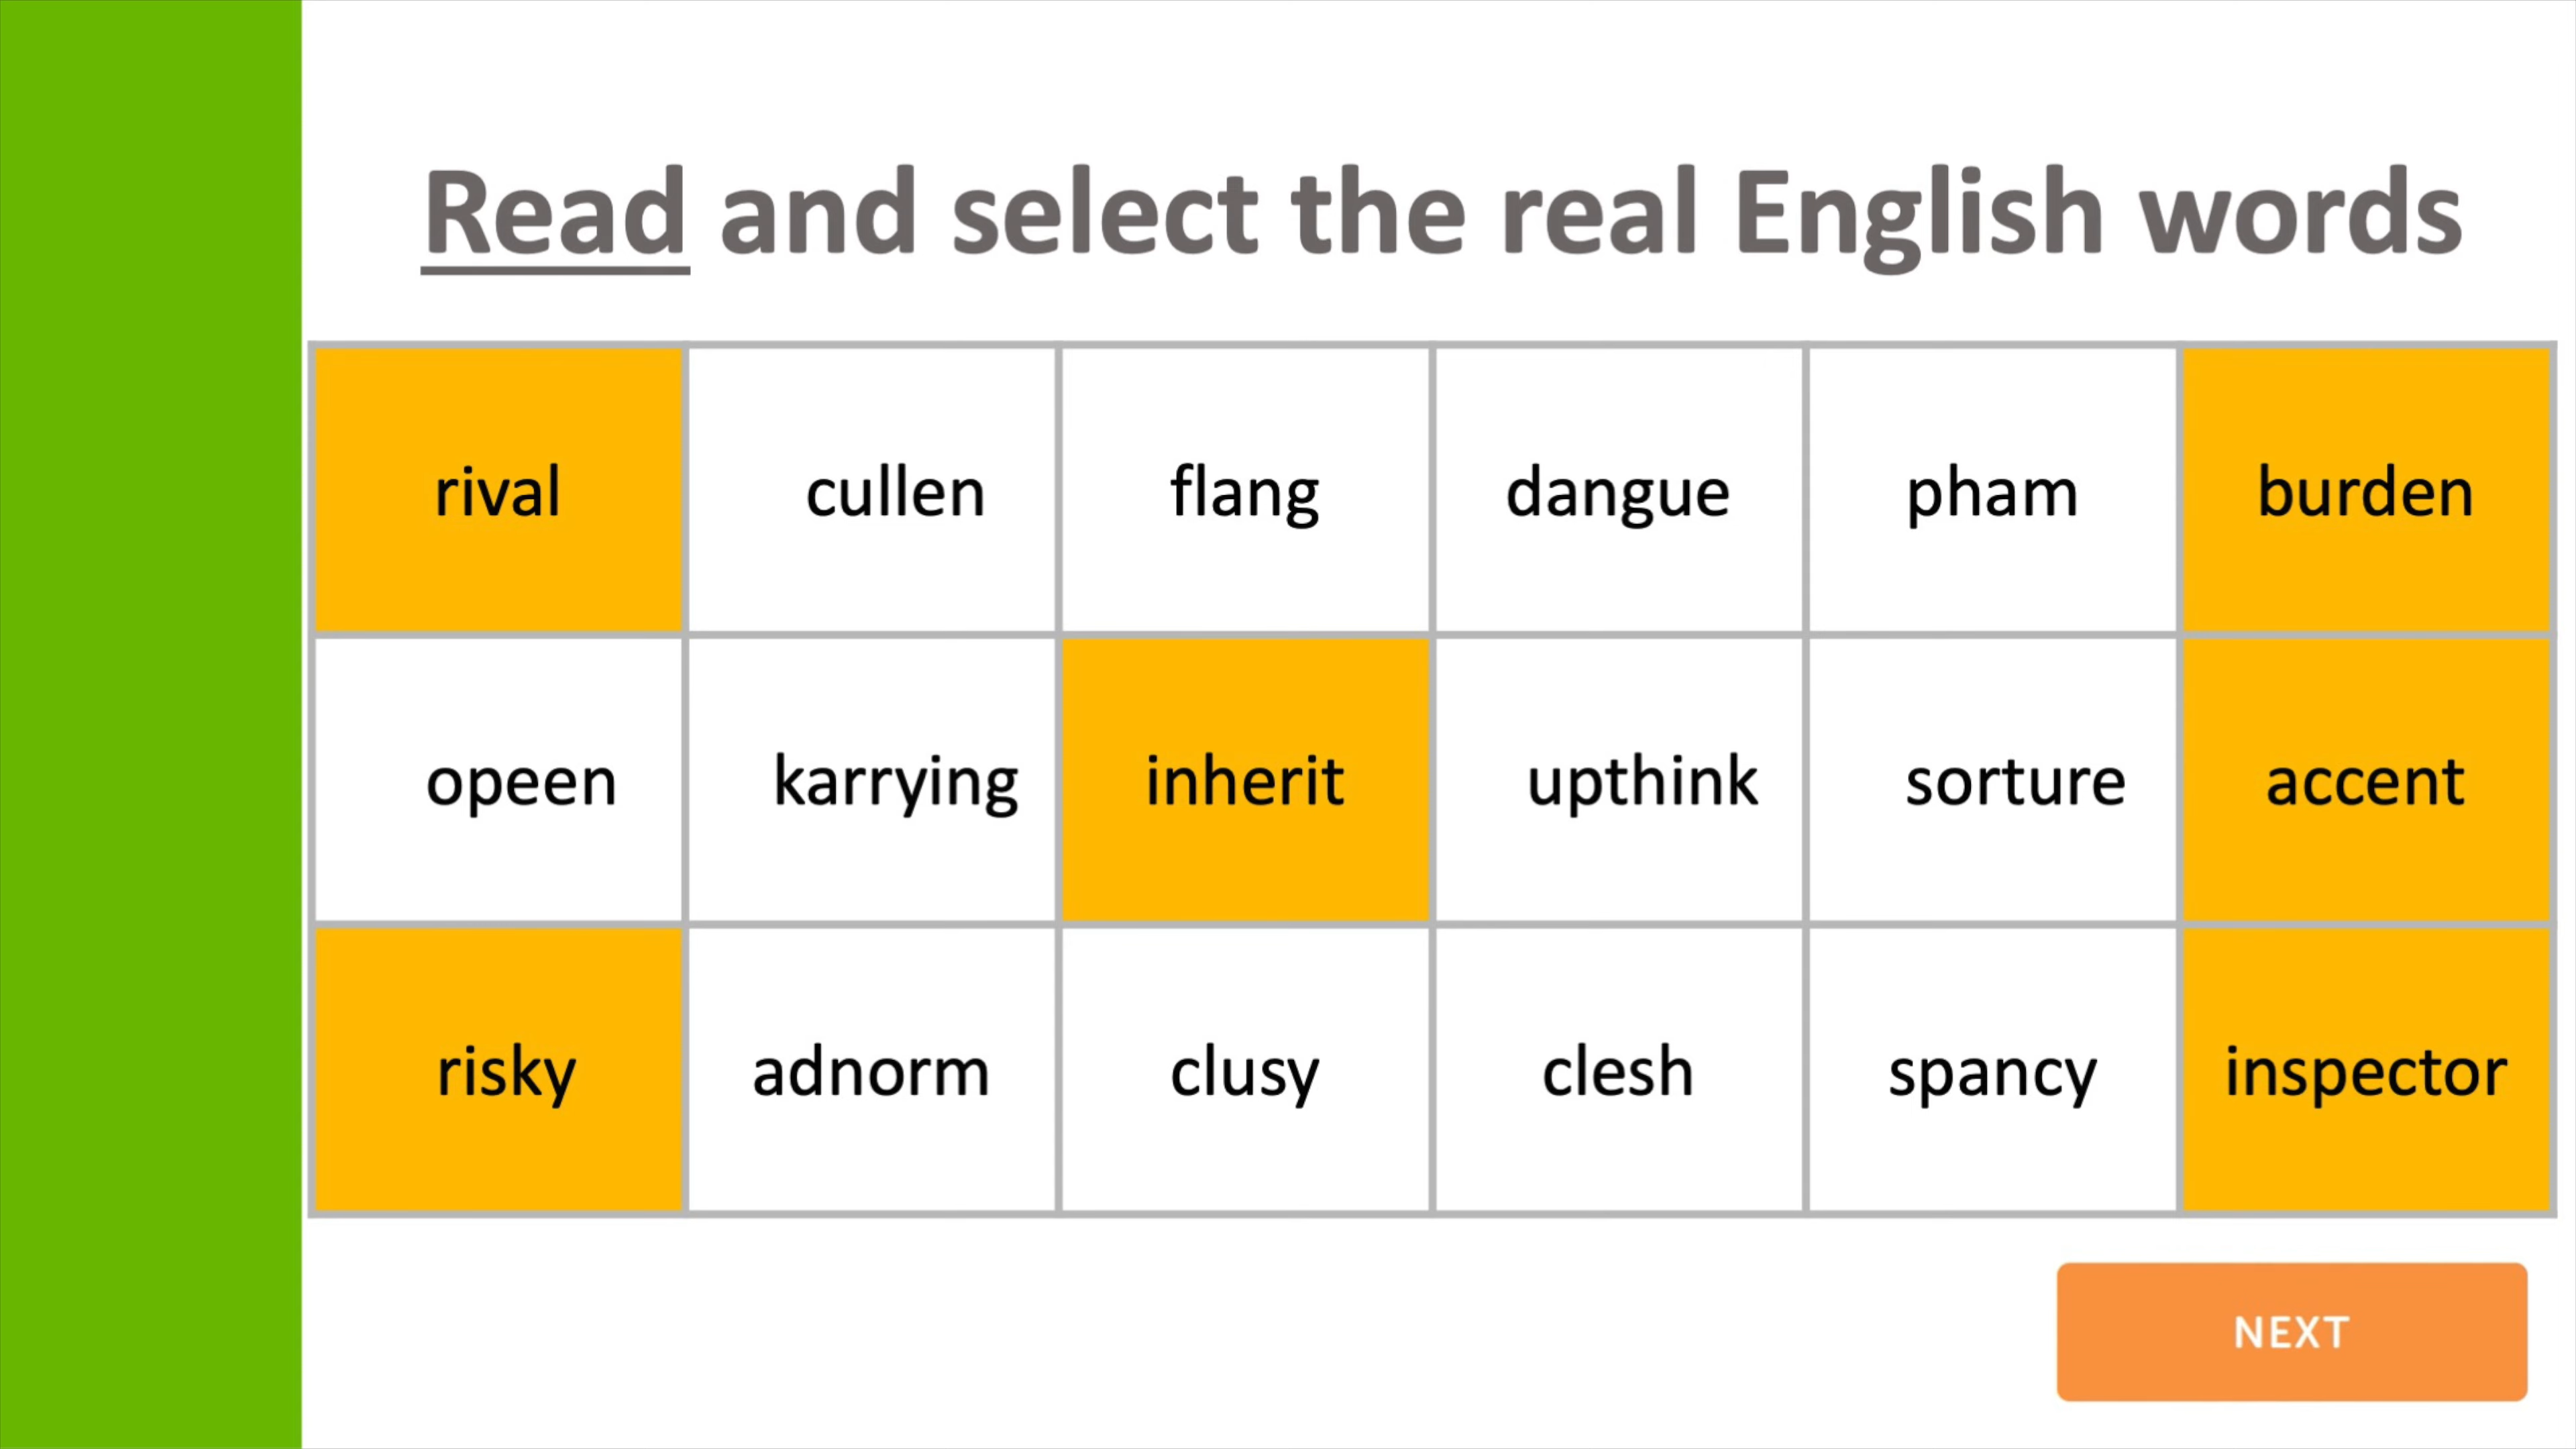 Read and select the real English words
rival cullen flang dangue pham burden
opeen karrying inherit upthink sorture accent
risky adnorm clusy clesh spancy inspector
NEXT